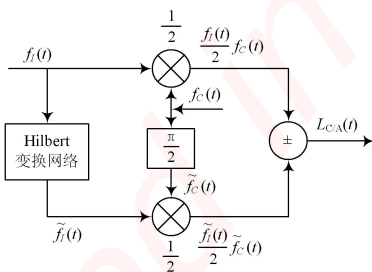 1/2
f_I(t)
f_I(t)/2 f_C(t)
f_C(t)
Hilbert
变换网络
π/2
±
L_{C/A}(t)
f̃_C(t)
f̃_I(t)
f̃_I(t)/2 f̃_C(t)
1/2